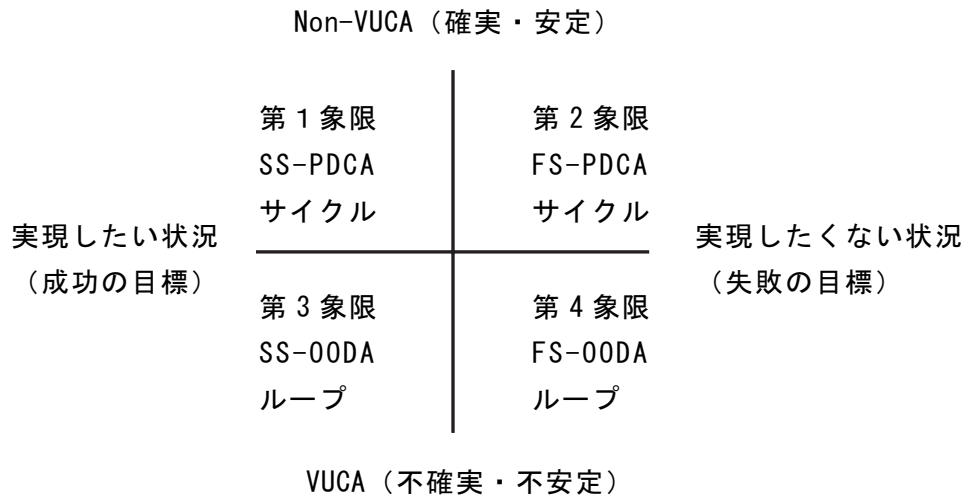 Non-VUCA（確実・安定）
第１象限
SS-PDCA
サイクル
第２象限
FS-PDCA
サイクル
実現したい状況
（成功の目標）
実現したくない状況
（失敗の目標）
第３象限
SS-OODA
ループ
第４象限
FS-OODA
ループ
VUCA（不確実・不安定）